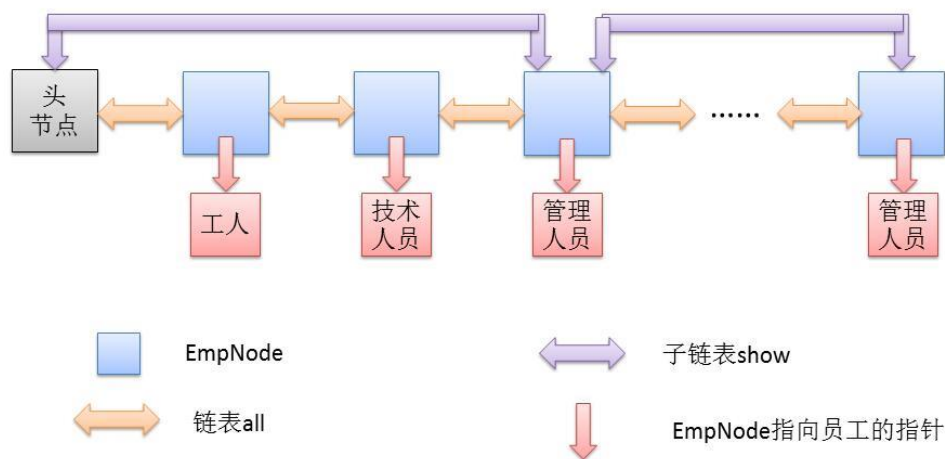 头
节点
……
工人
技术
人员
管理
人员
管理
人员
EmpNode
子链表show
链表all
EmpNode指向员工的指针